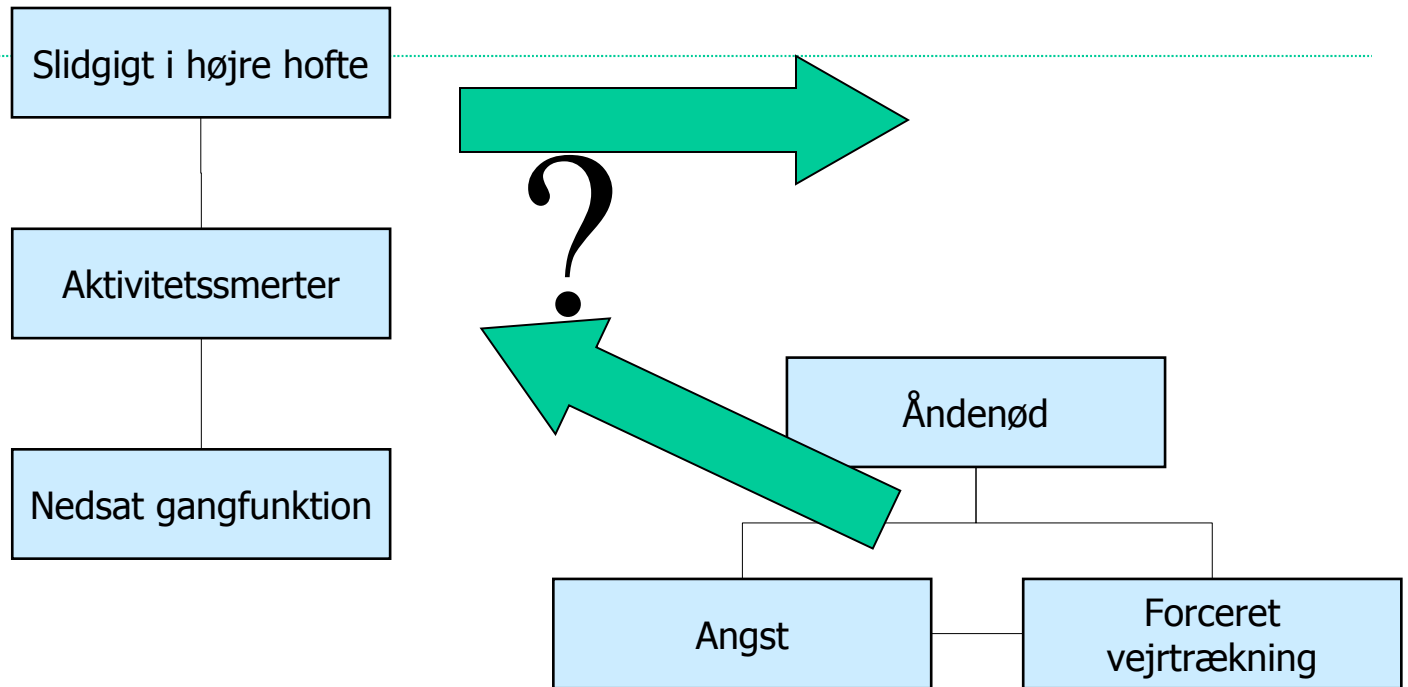 Slidgigt i højre hofte
?
Aktivitetssmerter
Nedsat gangfunktion
Åndenød
Angst
Forceret
vejrtrækning